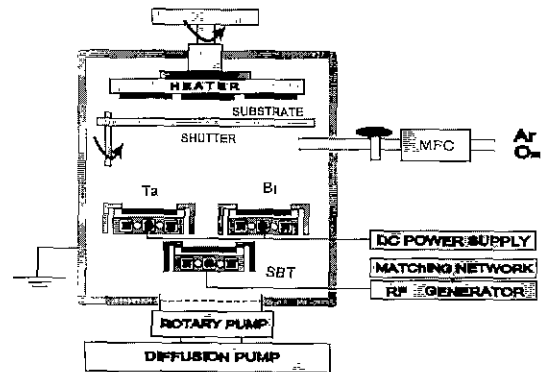 HEATER
SUBSTRATE
SHUTTER
MFC
Ar
O₂
Ta
Bi
SBT
DC POWER SUPPLY
MATCHING NETWORK
RF GENERATOR
ROTARY PUMP
DIFFUSION PUMP